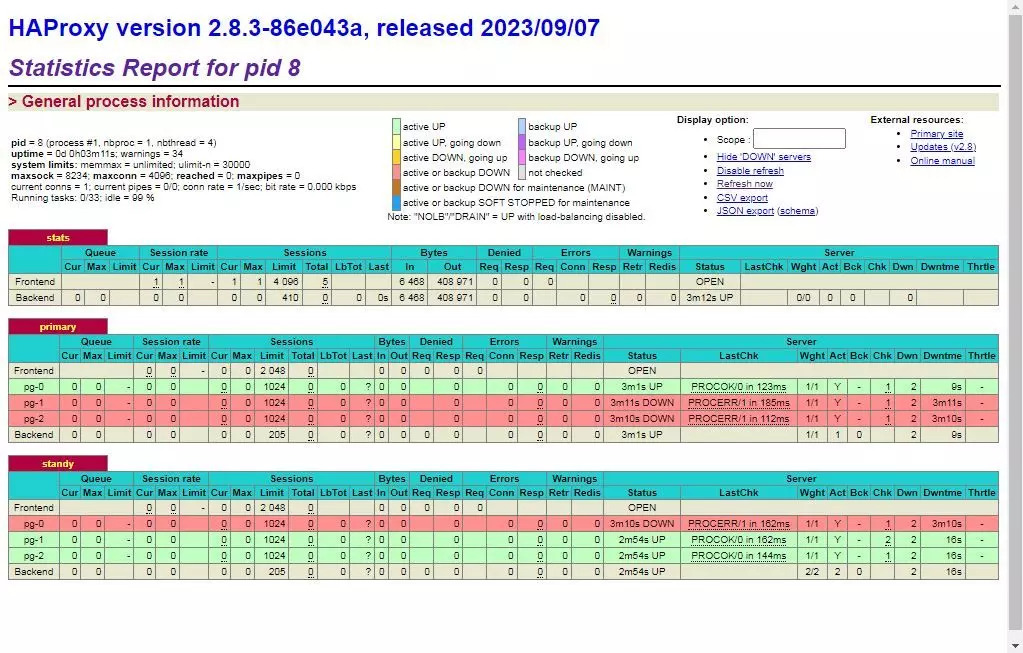 HAProxy version 2.8.3-86e043a, released 2023/09/07
Statistics Report for pid 8
> General process information
pid = 8 (process #1, nbproc = 1, nbthread = 4)
uptime = 0d 0h03m11s; warnings = 34
system limits: memmax = unlimited; ulimit-n = 30000
maxsock = 8234; maxconn = 4096; reached = 0; maxpipes = 0
current conns = 1; current pipes = 0/0; conn rate = 1/sec; bit rate = 0.000 kbps
Running tasks: 0/33; idle = 99 %
active UP backup UP
active UP, going down backup UP, going down
active DOWN, going up backup DOWN, going up
active or backup DOWN not checked
active or backup DOWN for maintenance (MAINT)
active or backup SOFT STOPPED for maintenance
Note: "NOLB"/"DRAIN" = UP with load-balancing disabled.
Display option:
Scope :
Hide 'DOWN' servers
Disable refresh
Refresh now
CSV export
JSON export (schema)
External resources:
Primary site
Updates (v2.8)
Online manual
stats
Queue Session rate Sessions Bytes Denied Errors Warnings Server
Cur Max Limit Cur Max Limit Cur Max Limit Total LbTot Last In Out Req Resp Req Conn Resp Retr Redis Status LastChk Wght Act Bck Chk Dwn Dwntme Thrtle
Frontend 1 1 - 1 1 4 096 5 6 468 408 971 0 0 0 OPEN
Backend 0 0 0 0 0 0 410 0 0 0s 6 468 408 971 0 0 0 0 0 0 3m12s UP 0/0 0 0 0
primary
Queue Session rate Sessions Bytes Denied Errors Warnings Server
Cur Max Limit Cur Max Limit Cur Max Limit Total LbTot Last In Out Req Resp Req Conn Resp Retr Redis Status LastChk Wght Act Bck Chk Dwn Dwntme Thrtle
Frontend 0 0 - 0 0 2 048 0 0 0 0 0 0 OPEN
pg-0 0 0 - 0 0 0 0 1024 0 0 ? 0 0 0 0 0 0 0 3m1s UP PROCOK/0 in 123ms 1/1 Y - 1 2 9s -
pg-1 0 0 - 0 0 0 0 1024 0 0 ? 0 0 0 0 0 0 0 3m11s DOWN PROCERR/1 in 185ms 1/1 Y - 1 2 3m11s -
pg-2 0 0 - 0 0 0 0 1024 0 0 ? 0 0 0 0 0 0 0 3m10s DOWN PROCERR/1 in 112ms 1/1 Y - 1 2 3m10s -
Backend 0 0 0 0 0 0 205 0 0 ? 0 0 0 0 0 0 0 0 3m1s UP 1/1 1 0 2 9s
standy
Queue Session rate Sessions Bytes Denied Errors Warnings Server
Cur Max Limit Cur Max Limit Cur Max Limit Total LbTot Last In Out Req Resp Req Conn Resp Retr Redis Status LastChk Wght Act Bck Chk Dwn Dwntme Thrtle
Frontend 0 0 - 0 0 2 048 0 0 0 0 0 0 OPEN
pg-0 0 0 - 0 0 0 0 1024 0 0 ? 0 0 0 0 0 0 0 3m10s DOWN PROCERR/1 in 162ms 1/1 Y - 1 2 3m10s -
pg-1 0 0 - 0 0 0 0 1024 0 0 ? 0 0 0 0 0 0 0 2m54s UP PROCOK/0 in 162ms 1/1 Y - 2 2 16s -
pg-2 0 0 - 0 0 0 0 1024 0 0 ? 0 0 0 0 0 0 0 2m54s UP PROCOK/0 in 144ms 1/1 Y - 1 2 16s -
Backend 0 0 0 0 0 0 205 0 0 ? 0 0 0 0 0 0 0 0 2m54s UP 2/2 2 0 2 16s